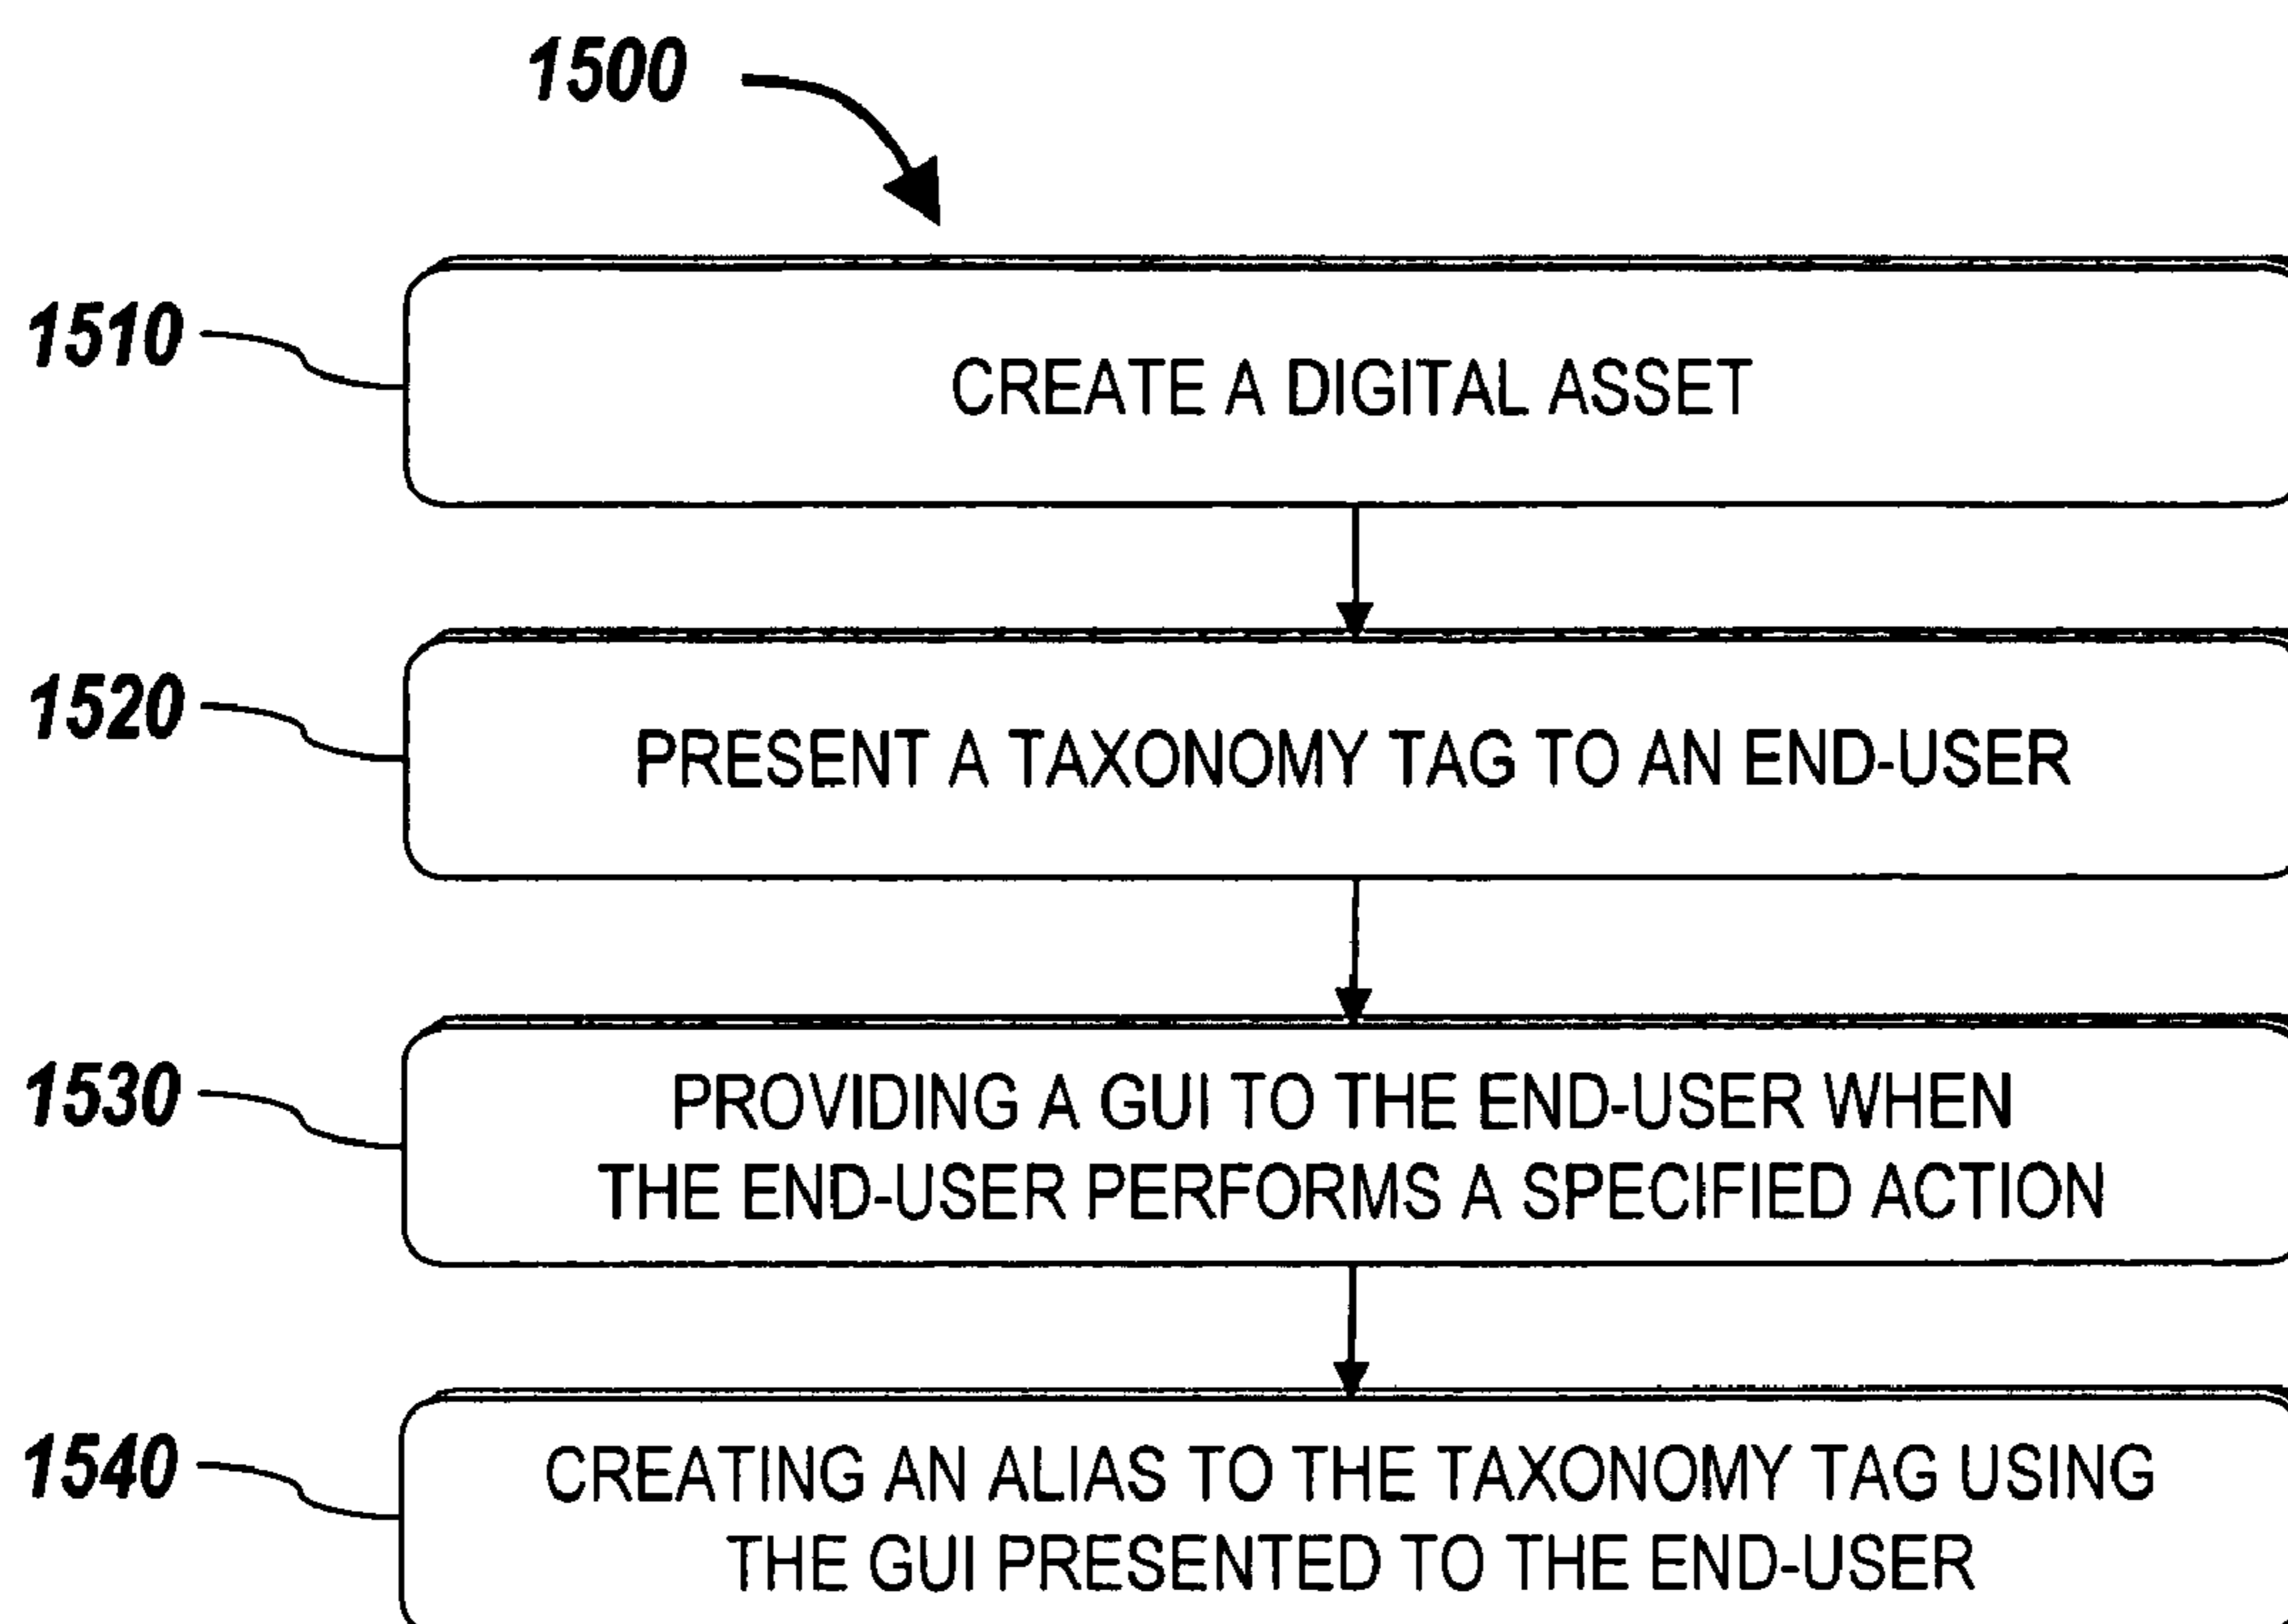 1500
1510
CREATE A DIGITAL ASSET
1520
PRESENT A TAXONOMY TAG TO AN END-USER
1530
PROVIDING A GUI TO THE END-USER WHEN
THE END-USER PERFORMS A SPECIFIED ACTION
1540
CREATING AN ALIAS TO THE TAXONOMY TAG USING
THE GUI PRESENTED TO THE END-USER